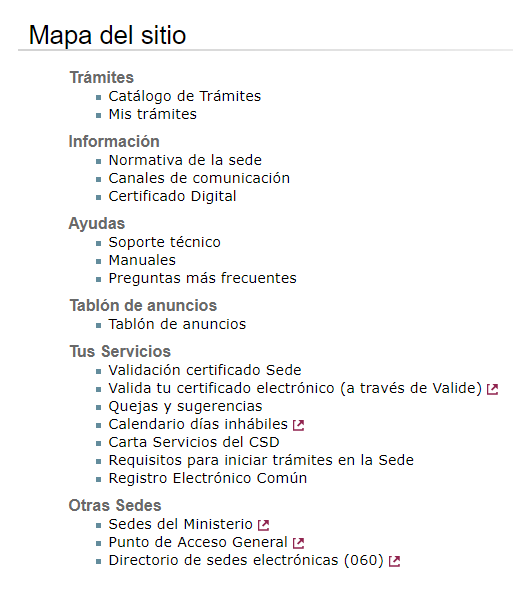 Mapa del sitio
Trámites
Catálogo de Trámites
Mis trámites
Información
Normativa de la sede
Canales de comunicación
Certificado Digital
Ayudas
Soporte técnico
Manuales
Preguntas más frecuentes
Tablón de anuncios
Tablón de anuncios
Tus Servicios
Validación certificado Sede
Valida tu certificado electrónico (a través de Valide)
Quejas y sugerencias
Calendario días inhábiles
Carta Servicios del CSD
Requisitos para iniciar trámites en la Sede
Registro Electrónico Común
Otras Sedes
Sedes del Ministerio
Punto de Acceso General
Directorio de sedes electrónicas (060)